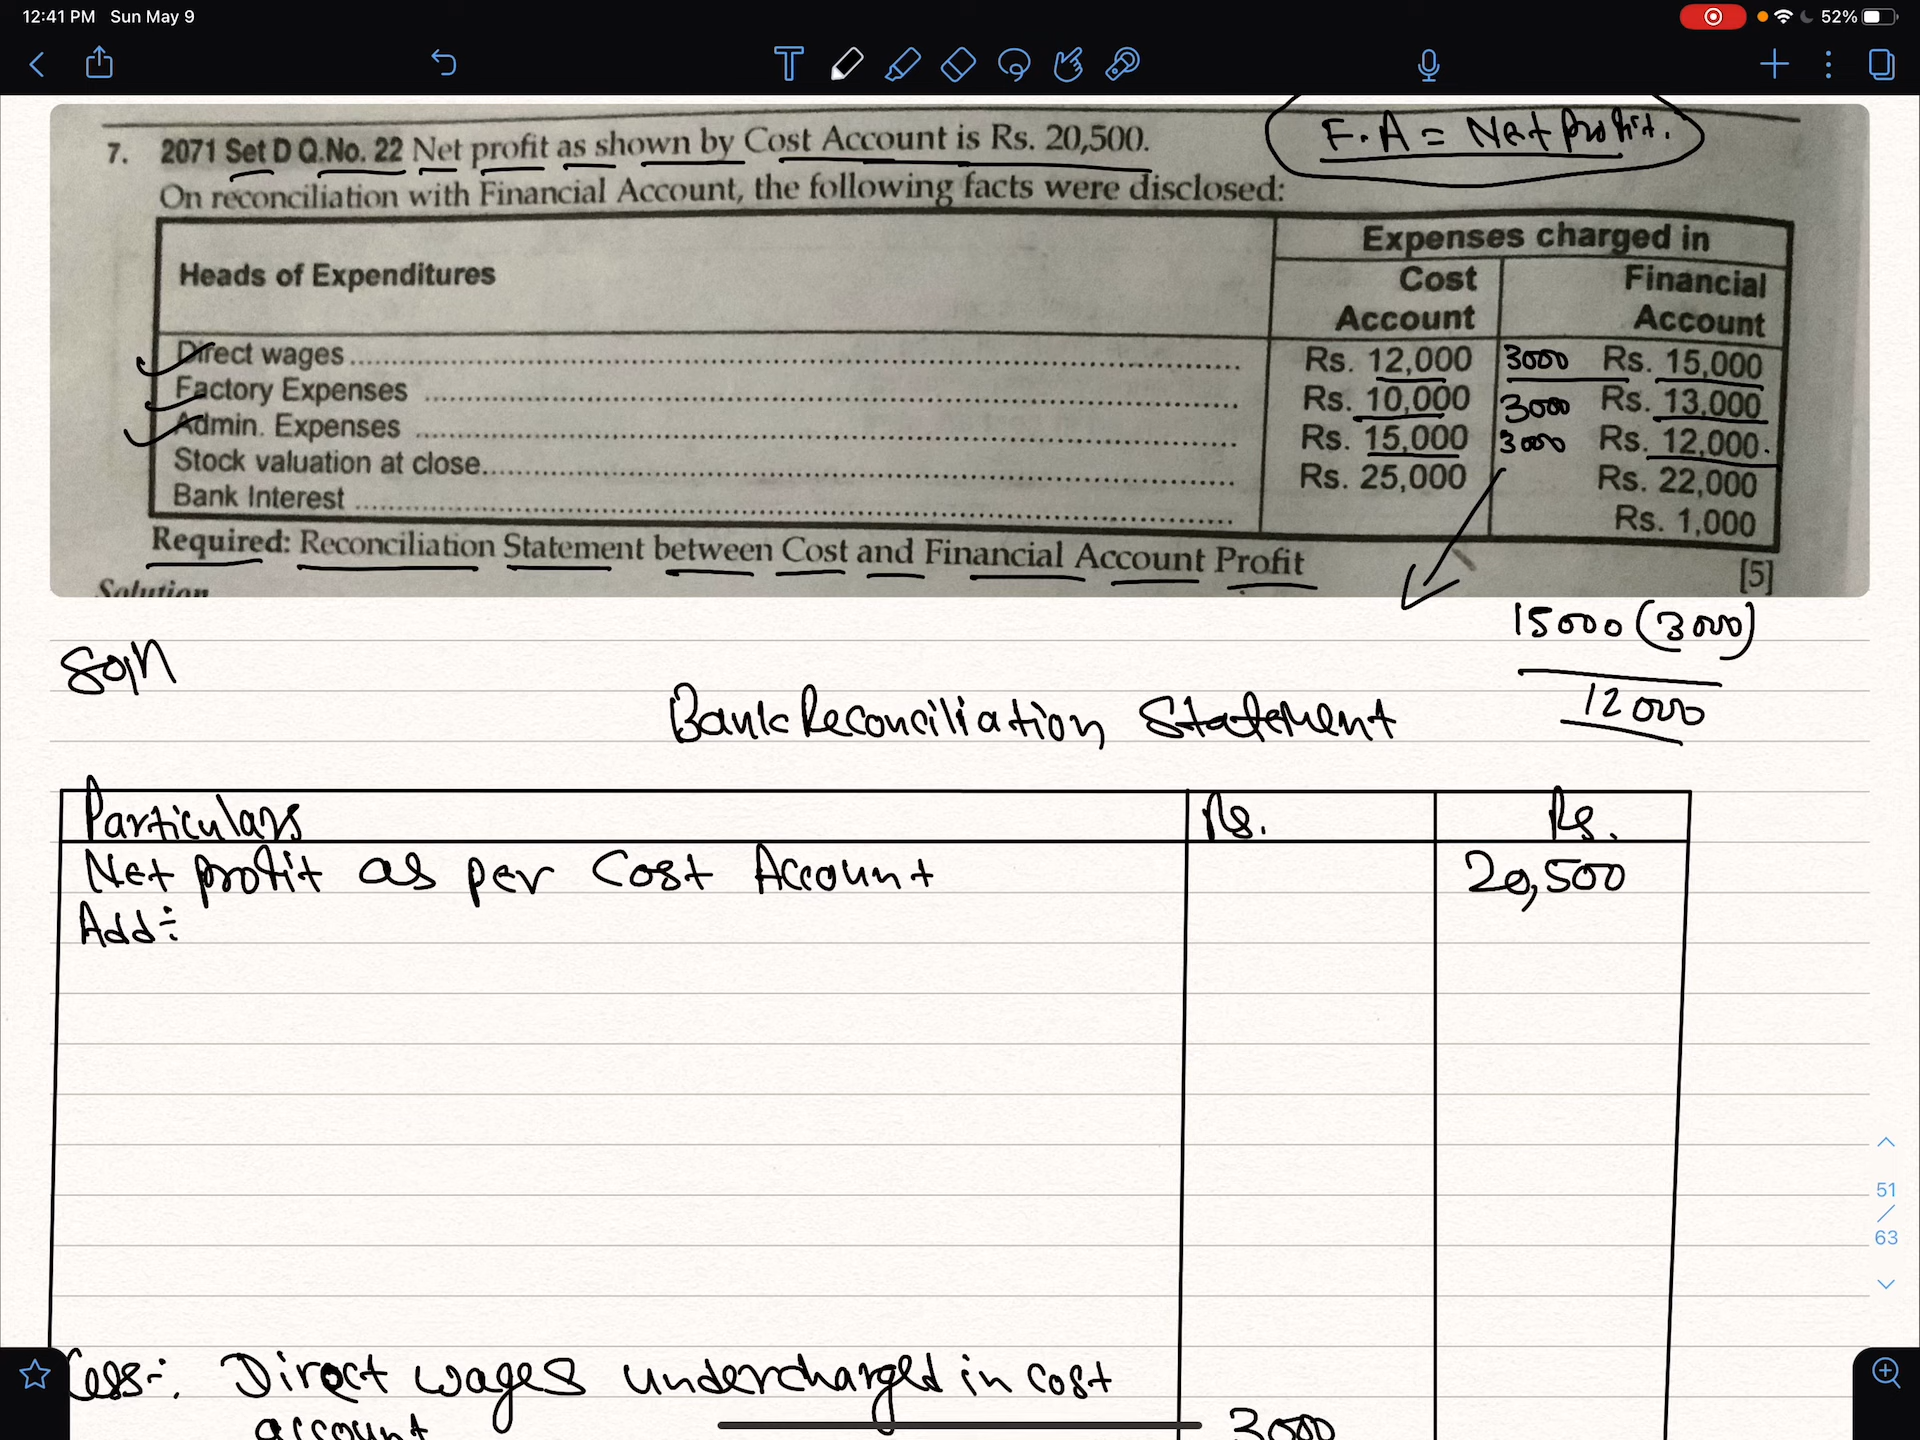 12:41 PM Sun May 9
52%
7. 2071 Set D Q.No. 22 Net profit as shown by Cost Account is Rs. 20,500.
F.A = Net profit.
On reconciliation with Financial Account, the following facts were disclosed:
Heads of Expenditures
Expenses charged in
Cost Account
Financial Account
Direct wages Rs. 12,000 3000 Rs. 15,000
Factory Expenses Rs. 10,000 3000 Rs. 13,000
Admin. Expenses Rs. 15,000 3000 Rs. 12,000
Stock valuation at close Rs. 25,000 Rs. 22,000
Bank Interest Rs. 1,000
Required: Reconciliation Statement between Cost and Financial Account Profit [5]
Solution
15000 (3000)
12000
Soln
Bank Reconciliation Statement
Particulars Rs. Rs.
Net profit as per Cost Account 20,500
Add:
51
/
63
Less: Direct wages undercharged in cost
account 3000